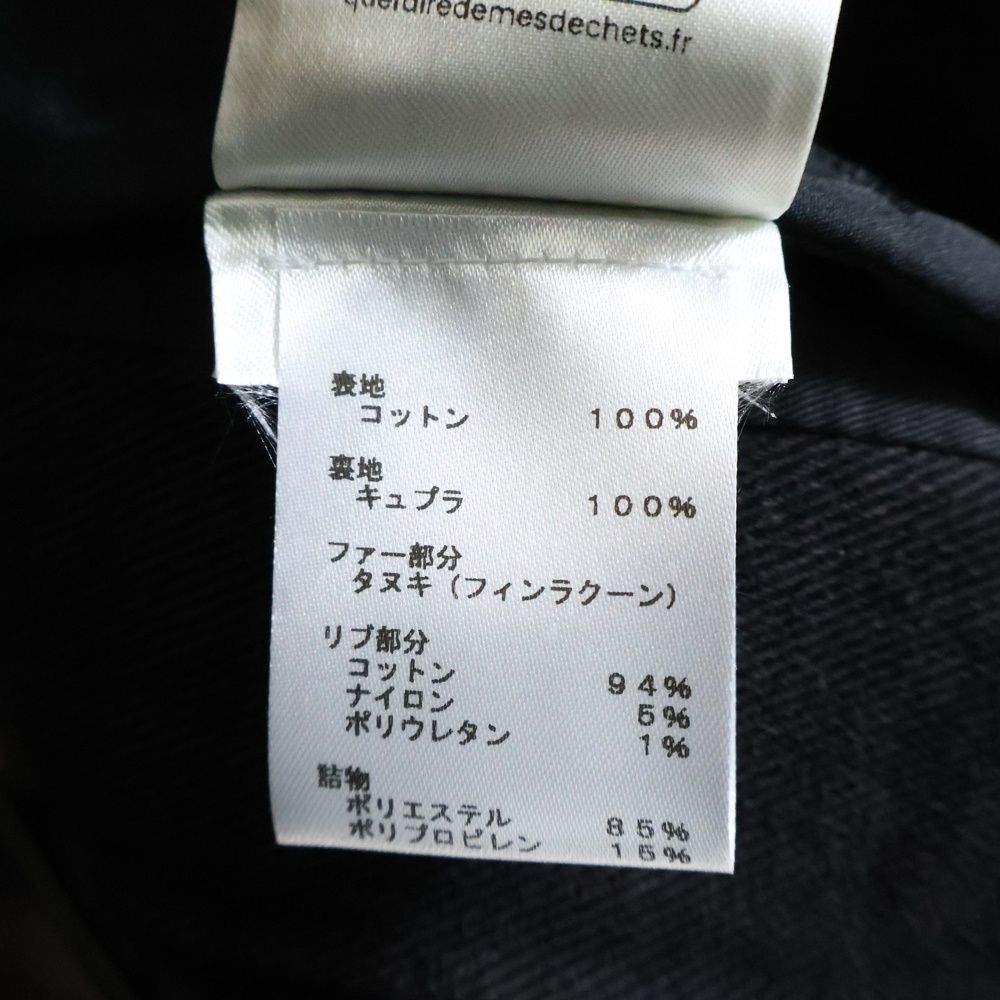 quefairedemesdechets.fr
表地
コットン 100%
裏地
キュプラ 100%
ファー部分
タヌキ(フィンラクーン)
リブ部分
コットン 94%
ナイロン 5%
ポリウレタン 1%
詰物
ポリエステル 85%
ポリプロピレン 15%